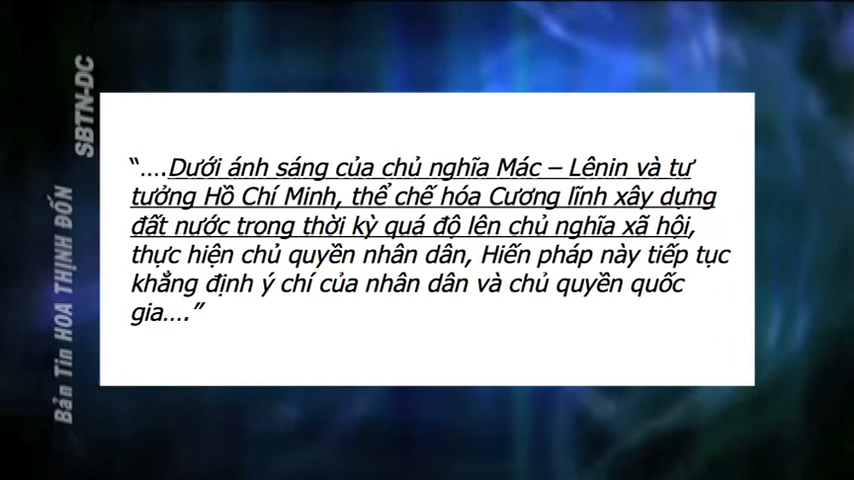 SBTN-DC
Bản Tin HOA THỊNH ĐỐN
“….Dưới ánh sáng của chủ nghĩa Mác – Lênin và tư
tưởng Hồ Chí Minh, thể chế hóa Cương lĩnh xây dựng
đất nước trong thời kỳ quá độ lên chủ nghĩa xã hội,
thực hiện chủ quyền nhân dân, Hiến pháp này tiếp tục
khẳng định ý chí của nhân dân và chủ quyền quốc
gia….”